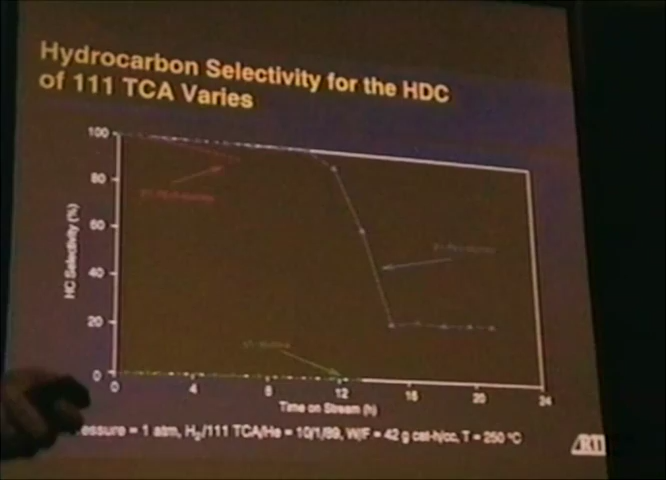 Hydrocarbon Selectivity for the HDC
of 111 TCA Varies
100
80
60
40
20
0
HC Selectivity (%)
0 4 8 12 16 20 24
Time on Stream (h)
essure = 1 atm, H₂/111 TCA/He = 10/1/89, W/F = 42 g cat-h/cc, T = 250 °C
RTI